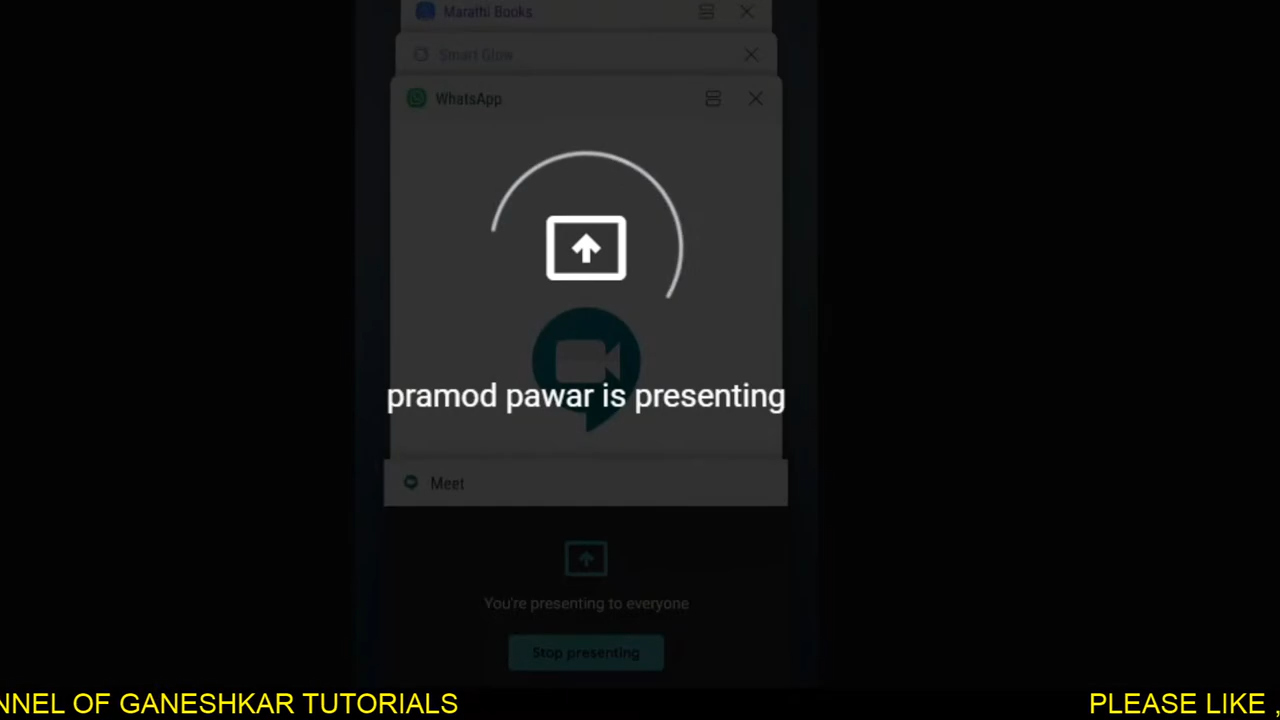 Marathi Books
Smart Glow
WhatsApp
pramod pawar is presenting
Meet
You're presenting to everyone
Stop presenting
NNEL OF GANESHKAR TUTORIALS PLEASE LIKE ,